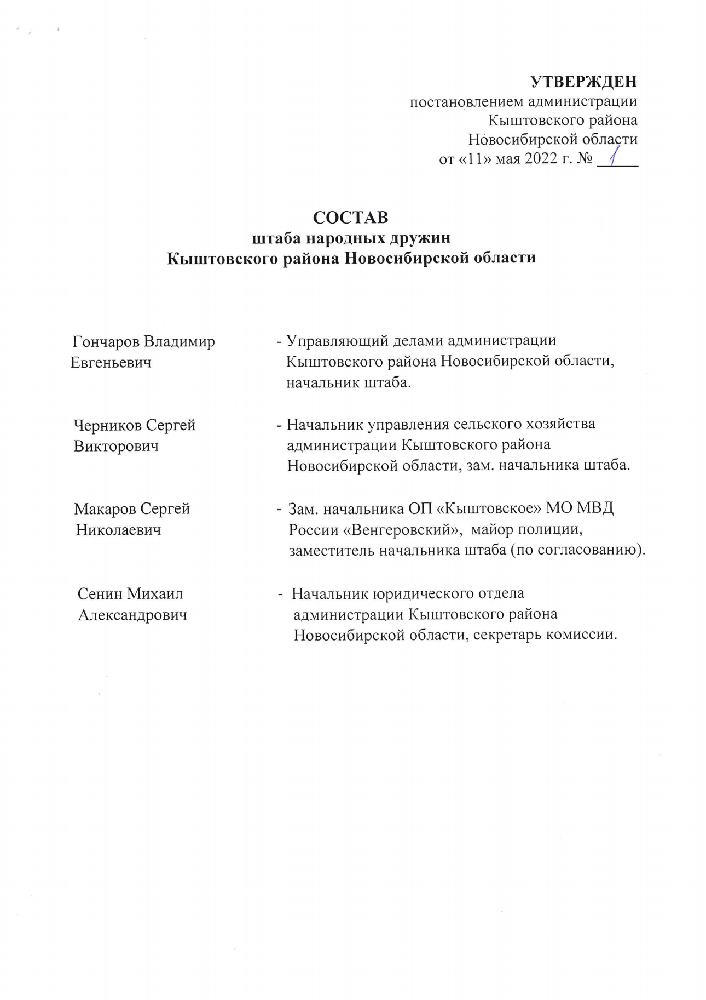 УТВЕРЖДЕН
постановлением администрации
Кыштовского района
Новосибирской области
от «11» мая 2022 г. № 1
СОСТАВ
штаба народных дружин
Кыштовского района Новосибирской области
Гончаров Владимир - Управляющий делами администрации
Евгеньевич Кыштовского района Новосибирской области,
начальник штаба.
Черников Сергей - Начальник управления сельского хозяйства
Викторович администрации Кыштовского района
Новосибирской области, зам. начальника штаба.
Макаров Сергей - Зам. начальника ОП «Кыштовское» МО МВД
Николаевич России «Венгеровский», майор полиции,
заместитель начальника штаба (по согласованию).
Сенин Михаил - Начальник юридического отдела
Александрович администрации Кыштовского района
Новосибирской области, секретарь комиссии.